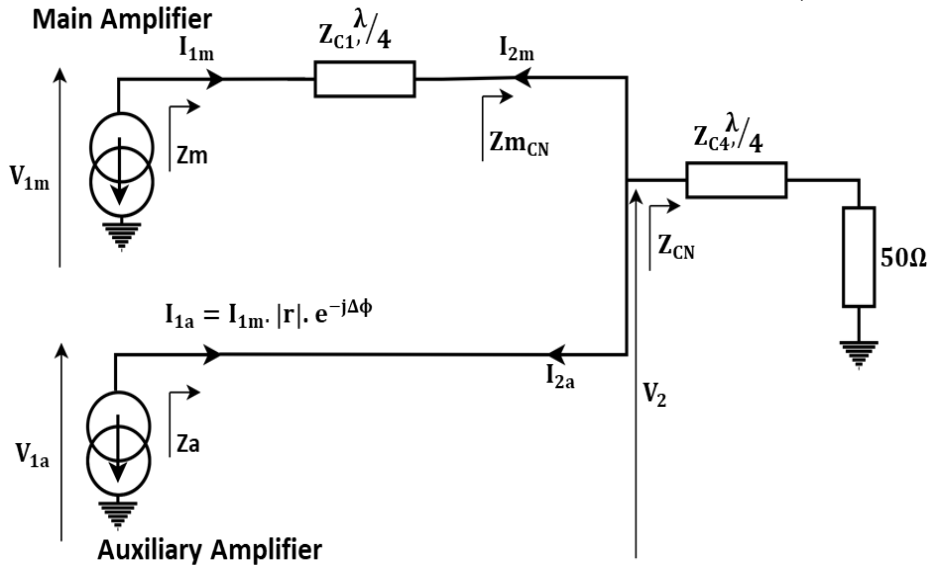 Main Amplifier
I1m
ZC1, λ/4
I2m
Zm
ZmCN
ZC4, λ/4
V1m
ZCN
50Ω
I1a = I1m. |r|. e−jΔϕ
I2a
V2
Za
V1a
Auxiliary Amplifier